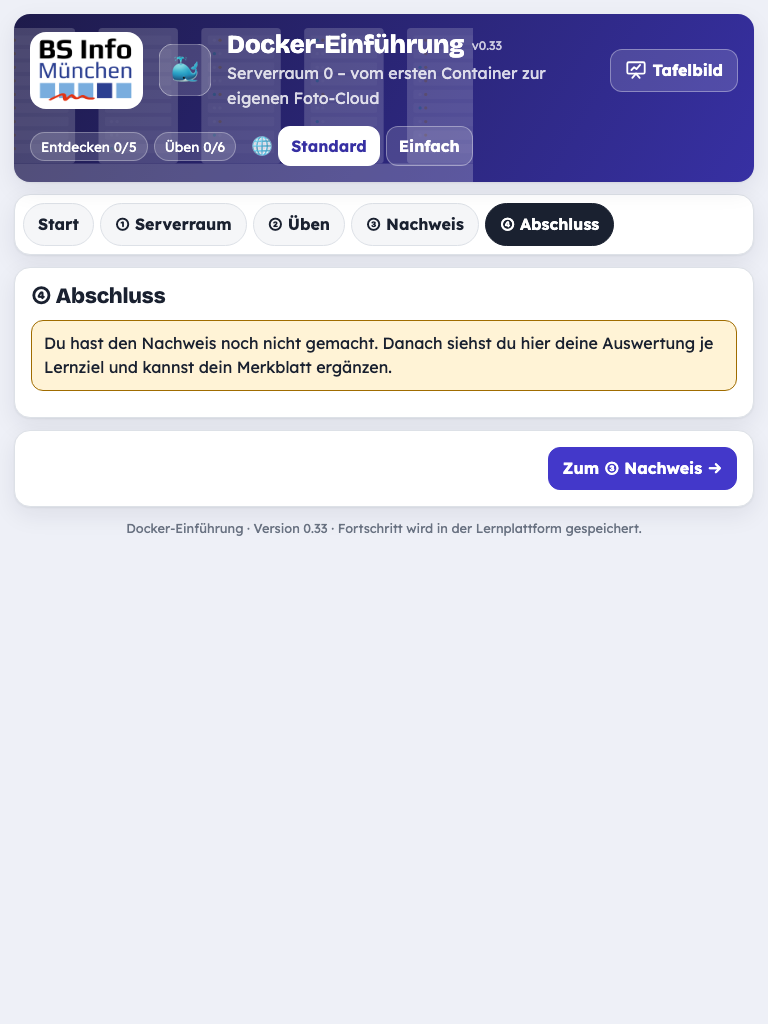 BS Info
München
Docker-Einführung v0.33
Serverraum 0 – vom ersten Container zur
eigenen Foto-Cloud
Tafelbild
Entdecken 0/5
Üben 0/6
Standard
Einfach
Start
① Serverraum
② Üben
③ Nachweis
④ Abschluss
④ Abschluss
Du hast den Nachweis noch nicht gemacht. Danach siehst du hier deine Auswertung je
Lernziel und kannst dein Merkblatt ergänzen.
Zum ③ Nachweis →
Docker-Einführung · Version 0.33 · Fortschritt wird in der Lernplattform gespeichert.